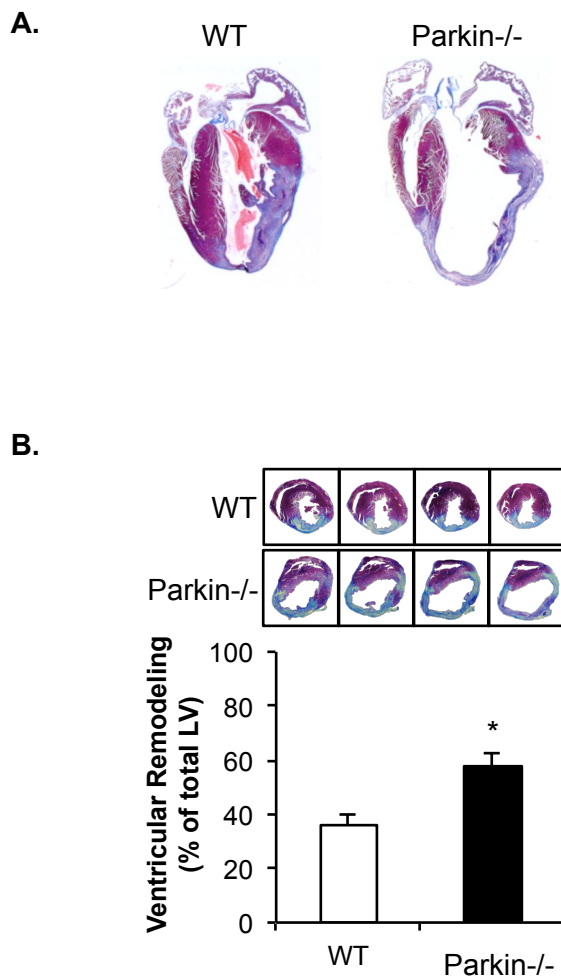 A.
WT
Parkin-/-
B.
WT
Parkin-/-
Ventricular Remodeling
(% of total LV)
100
80
60
40
20
0
*
WT
Parkin-/-